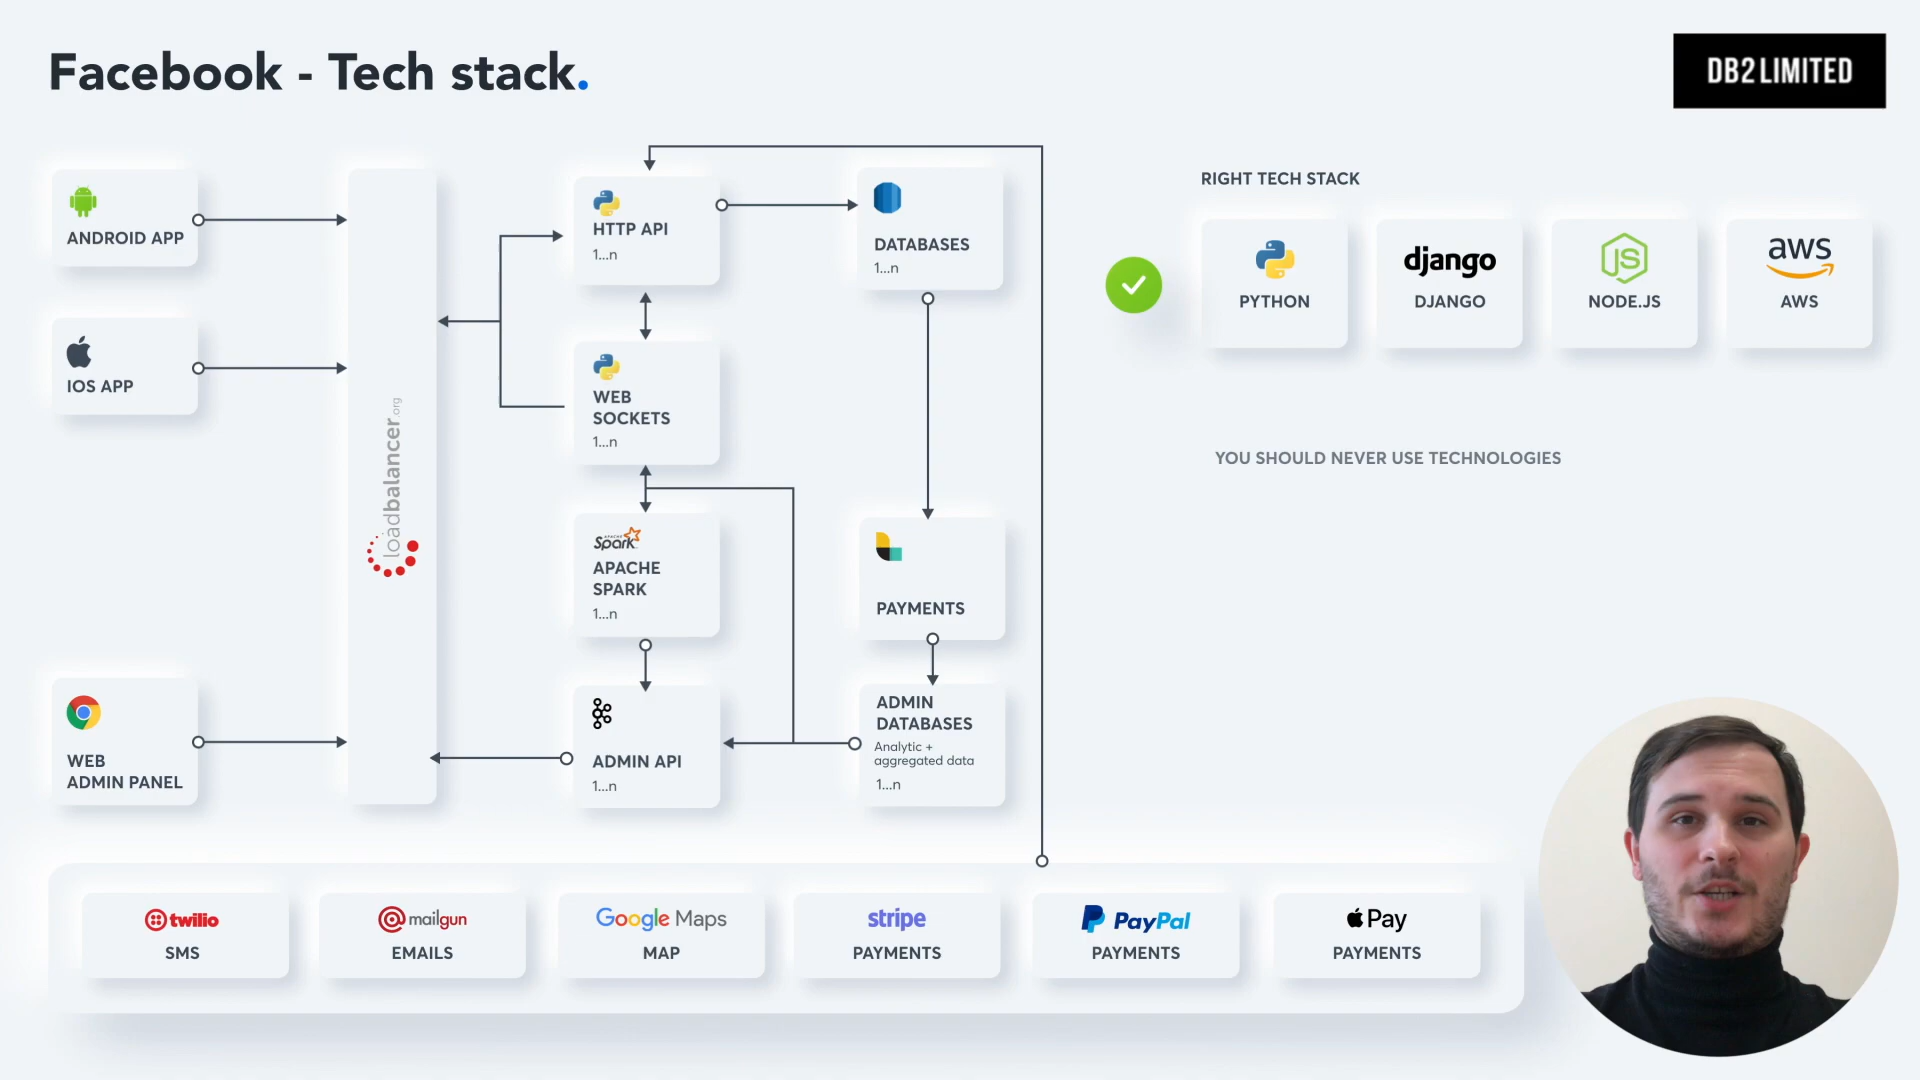 Facebook - Tech stack.
DB2 LIMITED
ANDROID APP
IOS APP
WEB
ADMIN PANEL
loadbalancer.org
HTTP API
1...n
WEB
SOCKETS
1...n
APACHE
Spark
APACHE
SPARK
1...n
ADMIN API
1...n
DATABASES
1...n
PAYMENTS
ADMIN
DATABASES
Analytic +
aggregated data
1...n
RIGHT TECH STACK
PYTHON
django
DJANGO
JS
NODE.JS
aws
AWS
YOU SHOULD NEVER USE TECHNOLOGIES
twilio
SMS
mailgun
EMAILS
Google Maps
MAP
stripe
PAYMENTS
PayPal
PAYMENTS
Pay
PAYMENTS